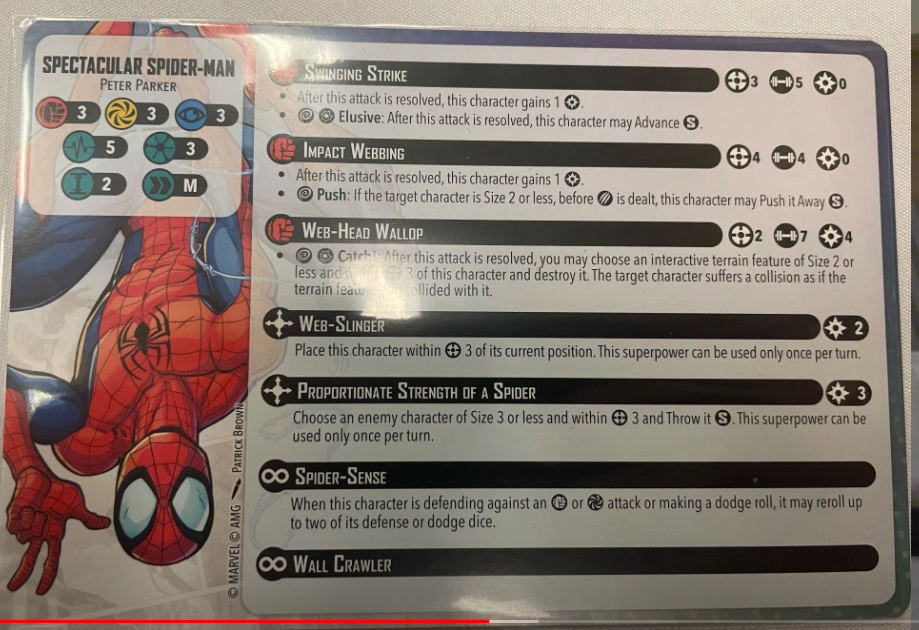 SPECTACULAR SPIDER-MAN
PETER PARKER
3 3 3
5 3
2 M
SWINGING STRIKE 3 5 0
• After this attack is resolved, this character gains 1 .
• Elusive: After this attack is resolved, this character may Advance S.
IMPACT WEBBING 4 4 0
• After this attack is resolved, this character gains 1 .
• Push: If the target character is Size 2 or less, before is dealt, this character may Push it Away S.
WEB-HEAD WALLOP 2 7 4
• Catch! After this attack is resolved, you may choose an interactive terrain feature of Size 2 or
less and 3 of this character and destroy it. The target character suffers a collision as if the
terrain collided with it.
WEB-SLINGER 2
Place this character within 3 of its current position. This superpower can be used only once per turn.
PROPORTIONATE STRENGTH OF A SPIDER 3
Choose an enemy character of Size 3 or less and within 3 and Throw it S. This superpower can be
used only once per turn.
SPIDER-SENSE
When this character is defending against an or attack or making a dodge roll, it may reroll up
to two of its defense or dodge dice.
WALL CRAWLER
© MARVEL © AMG PATRICK BROWN